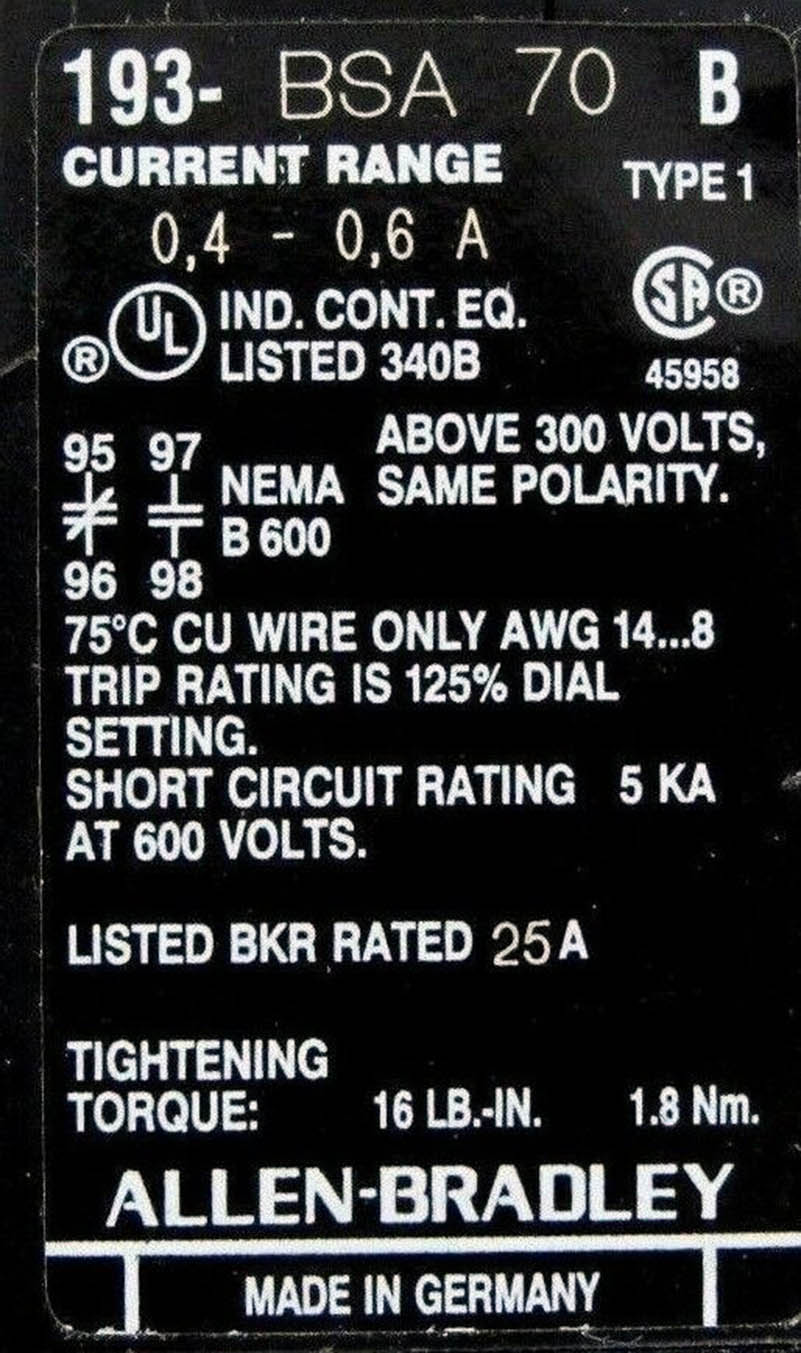 193- BSA 70 B
CURRENT RANGE TYPE 1
0,4 - 0,6 A
® UL IND. CONT. EQ. SA ®
LISTED 340B 45958
95 97 ABOVE 300 VOLTS,
NEMA SAME POLARITY.
B 600
96 98
75°C CU WIRE ONLY AWG 14...8
TRIP RATING IS 125% DIAL
SETTING.
SHORT CIRCUIT RATING 5 KA
AT 600 VOLTS.
LISTED BKR RATED 25 A
TIGHTENING
TORQUE: 16 LB.-IN. 1.8 Nm.
ALLEN-BRADLEY
MADE IN GERMANY